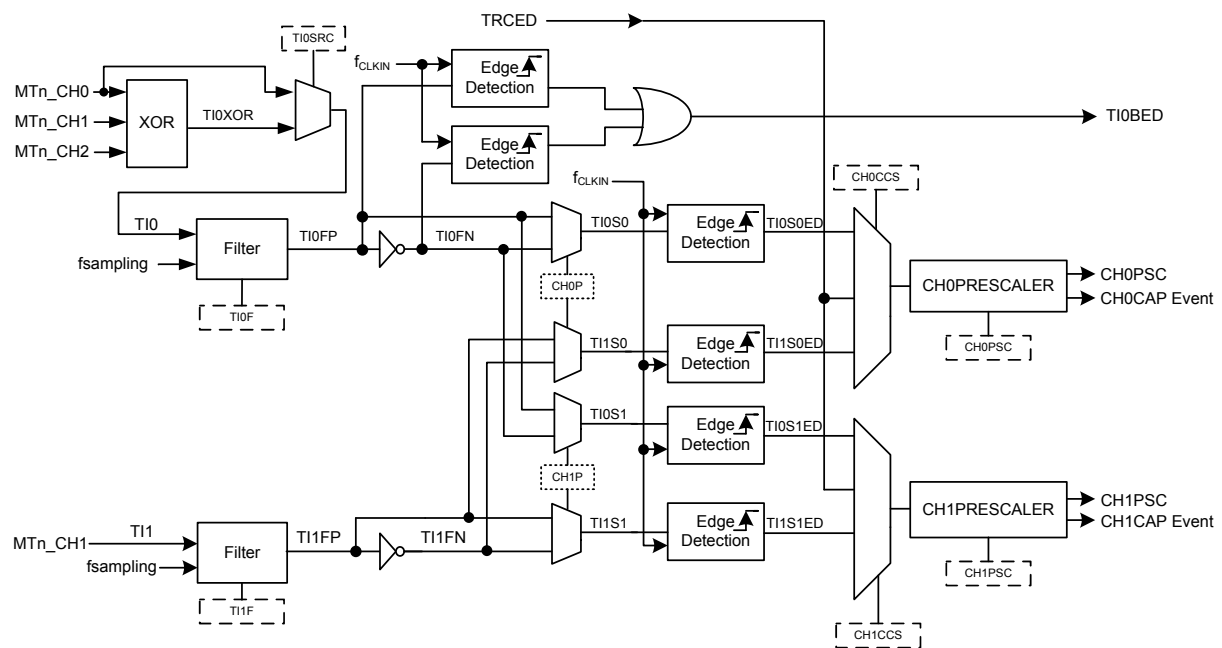 TRCED
TI0SRC
fCLKIN
Edge
Detection
MTn_CH0
MTn_CH1
MTn_CH2
XOR
TI0XOR
TI0BED
Edge
Detection
fCLKIN
CH0CCS
TI0
fsampling
Filter
TI0FP
TI0FN
TI0S0
Edge
Detection
TI0S0ED
TI0F
CH0P
CH0PRESCALER
CH0PSC
CH0CAP Event
TI1S0
Edge
Detection
TI1S0ED
CH0PSC
TI0S1
Edge
Detection
TI0S1ED
CH1P
CH1PRESCALER
CH1PSC
CH1CAP Event
MTn_CH1
TI1
fsampling
Filter
TI1FP
TI1FN
TI1S1
Edge
Detection
TI1S1ED
CH1PSC
TI1F
CH1CCS